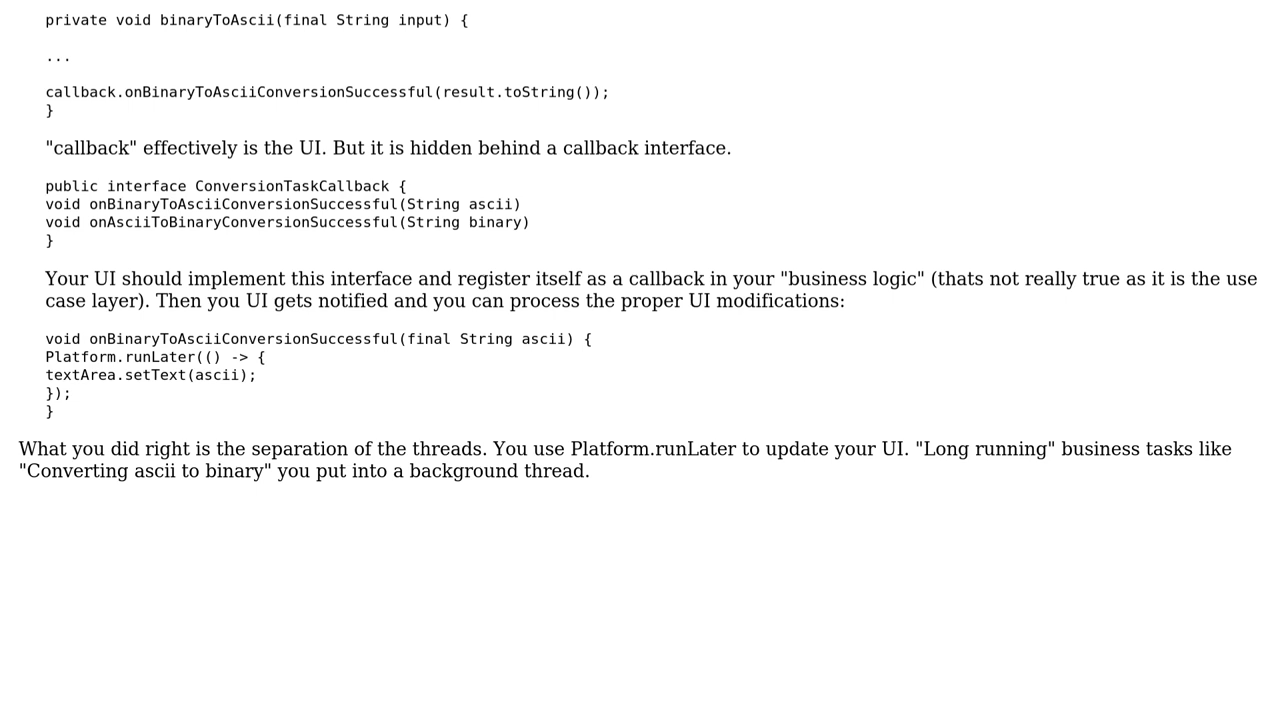 private void binaryToAscii(final String input) {
...
callback.onBinaryToAsciiConversionSuccessful(result.toString());
}
"callback" effectively is the UI. But it is hidden behind a callback interface.
public interface ConversionTaskCallback {
void onBinaryToAsciiConversionSuccessful(String ascii)
void onAsciiToBinaryConversionSuccessful(String binary)
}
Your UI should implement this interface and register itself as a callback in your "business logic" (thats not really true as it is the use
case layer). Then you UI gets notified and you can process the proper UI modifications:
void onBinaryToAsciiConversionSuccessful(final String ascii) {
Platform.runLater(() -> {
textArea.setText(ascii);
});
}
What you did right is the separation of the threads. You use Platform.runLater to update your UI. "Long running" business tasks like
"Converting ascii to binary" you put into a background thread.